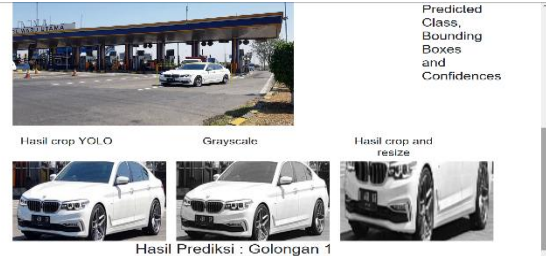 Predicted
Class,
Bounding
Boxes
and
Confidences
Hasil crop YOLO
Grayscale
Hasil crop and
resize
Hasil Prediksi : Golongan 1